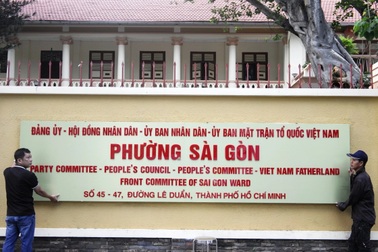 ĐẢNG ỦY - HỘI ĐỒNG NHÂN DÂN - ỦY BAN NHÂN DÂN - ỦY BAN MẶT TRẬN TỔ QUỐC VIỆT NAM
PHƯỜNG SÀI GÒN
PARTY COMMITTEE - PEOPLE'S COUNCIL - PEOPLE'S COMMITTEE - VIET NAM FATHERLAND
FRONT COMMITTEE OF SAI GON WARD
SỐ 45 - 47, ĐƯỜNG LÊ DUẨN, THÀNH PHỐ HỒ CHÍ MINH